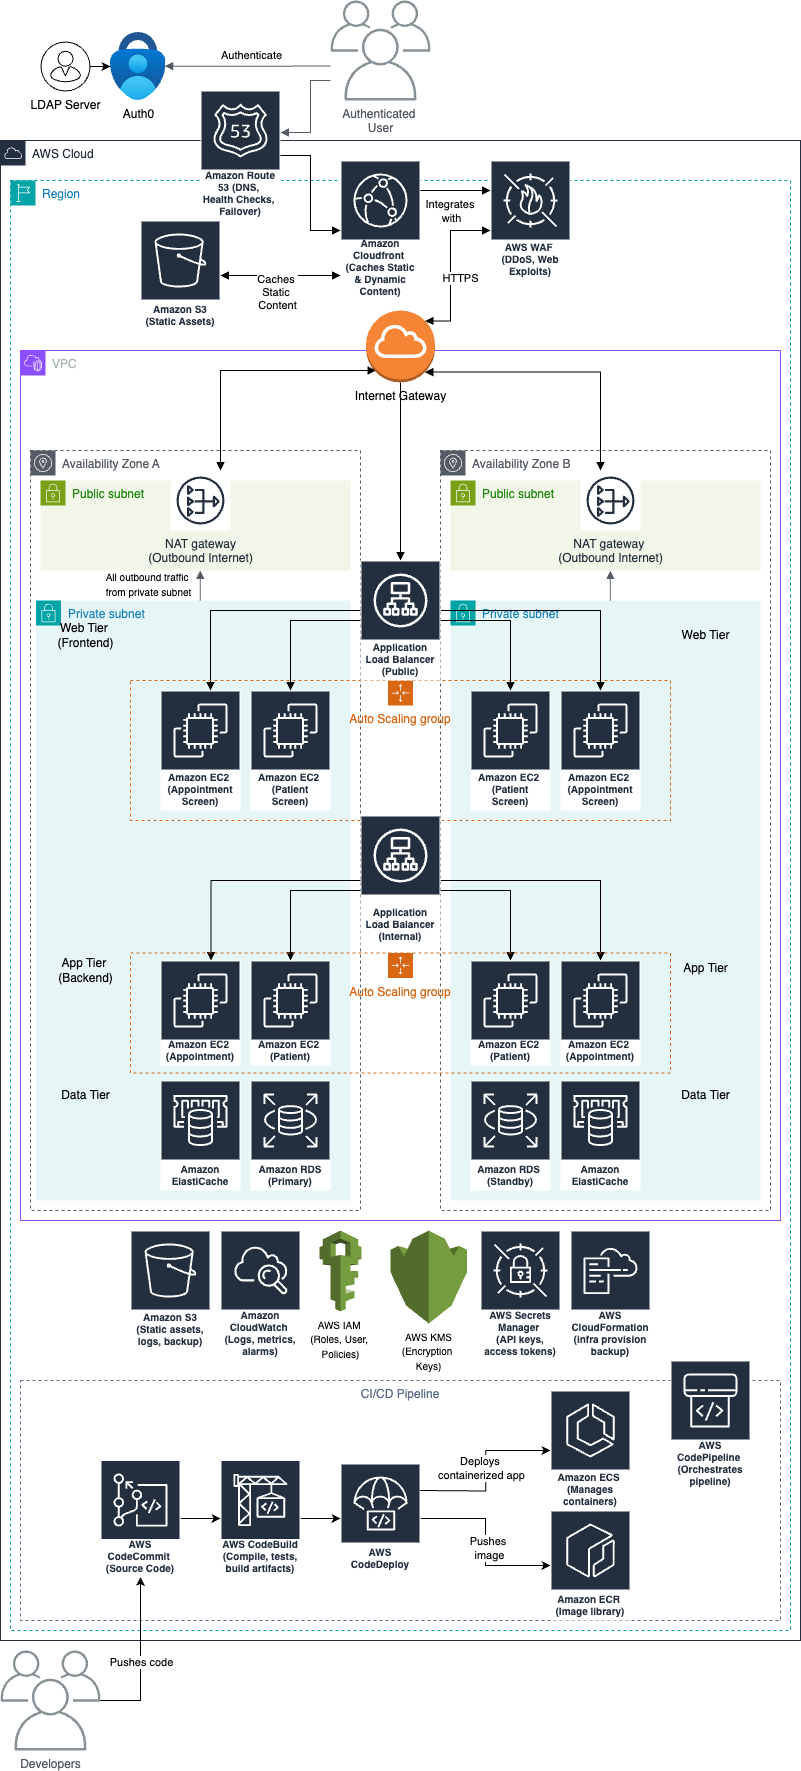 Authenticate
LDAP Server
Auth0
Authenticated
User
53
AWS Cloud
Amazon Route
53 (DNS,
Health Checks,
Failover)
Region
Integrates
with
Amazon
Cloudfront
(Caches Static
& Dynamic
Content)
AWS WAF
(DDoS, Web
Exploits)
HTTPS
Caches
Static
Content
Amazon S3
(Static Assets)
VPC
Internet Gateway
Availability Zone A
Availability Zone B
Public subnet
Public subnet
NAT gateway
(Outbound Internet)
NAT gateway
(Outbound Internet)
All outbound traffic
from private subnet
Private subnet
Private subnet
Web Tier
(Frontend)
Web Tier
Application
Load Balancer
(Public)
Auto Scaling group
Amazon EC2
(Appointment
Screen)
Amazon EC2
(Patient
Screen)
Amazon EC2
(Patient
Screen)
Amazon EC2
(Appointment
Screen)
Application
Load Balancer
(Internal)
App Tier
(Backend)
App Tier
Auto Scaling group
Amazon EC2
(Appointment)
Amazon EC2
(Patient)
Amazon EC2
(Patient)
Amazon EC2
(Appointment)
Data Tier
Data Tier
Amazon
ElastiCache
Amazon RDS
(Primary)
Amazon RDS
(Standby)
Amazon
ElastiCache
Amazon S3
(Static assets,
logs, backup)
Amazon
CloudWatch
(Logs, metrics,
alarms)
AWS IAM
(Roles, User,
Policies)
AWS KMS
(Encryption
Keys)
AWS Secrets
Manager
(API keys,
access tokens)
AWS
CloudFormation
(infra provision
backup)
CI/CD Pipeline
AWS
CodePipeline
(Orchestrates
pipeline)
Deploys
containerized app
Amazon ECS
(Manages
containers)
AWS
CodeCommit
(Source Code)
AWS CodeBuild
(Compile, tests,
build artifacts)
AWS
CodeDeploy
Pushes
image
Amazon ECR
(Image library)
Pushes code
Developers